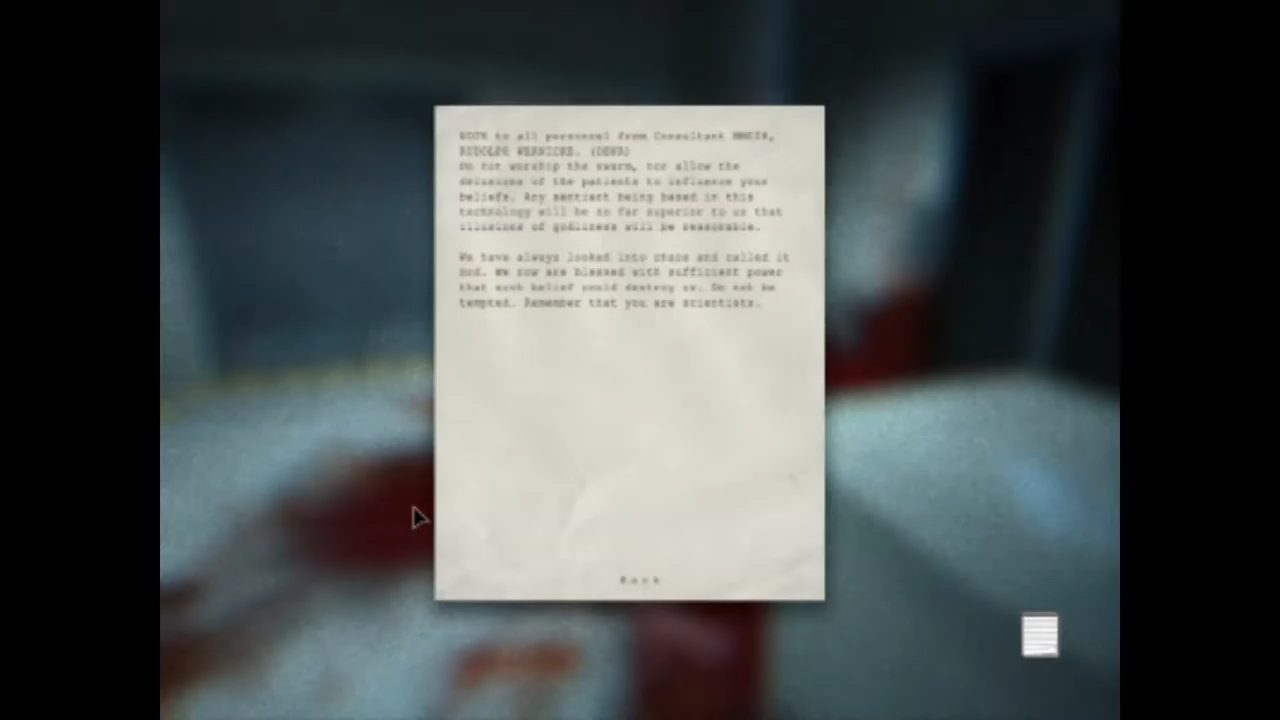 NOTE to all personnel from Consultant
RUDOLPH WERNICKE.
Do not worship the swarm, nor allow the
delusions of the patients to influence your
beliefs. Any sentient being based in this
technology will be so far superior to us that
illusions of godliness will be reasonable.
We have always looked into chaos and called it
God. We now are blessed with sufficient power
that such belief could destroy us. Do not be
tempted. Remember that you are scientists.
Back